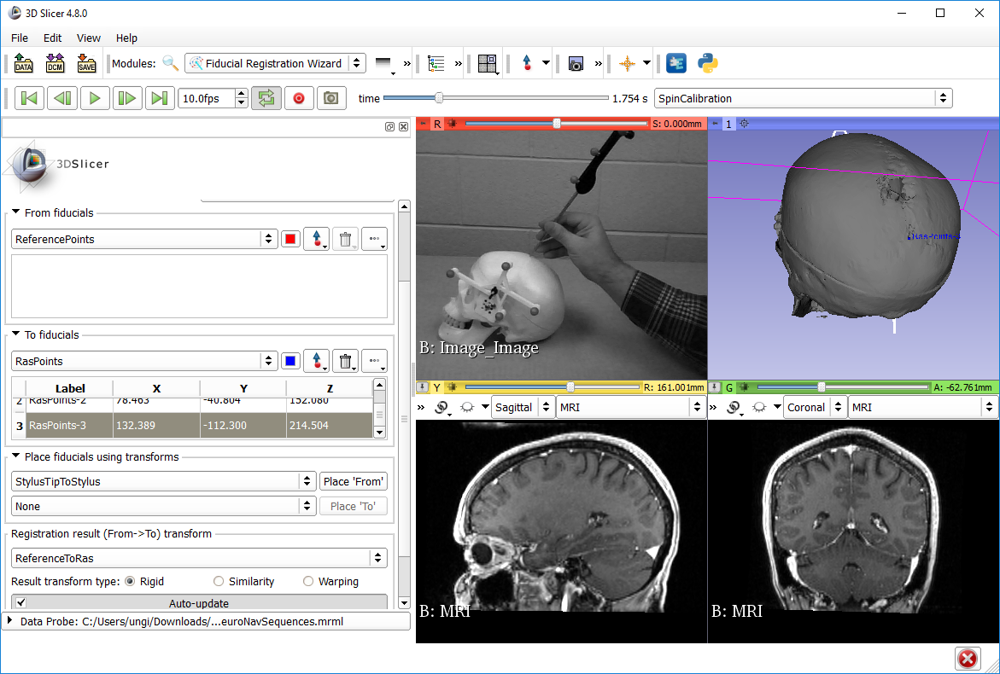 3D Slicer 4.8.0
File Edit View Help
DATA DCM SAVE Modules: Fiducial Registration Wizard » » » »
10.0fps time 1.754 s SpinCalibration
R S: 0.000mm 1
3DSlicer
From fiducials
ReferencePoints
To fiducials
RasPoints
Label X Y Z
2 RasPoints-2 78.463 -40.804 152.080
3 RasPoints-3 132.389 -112.300 214.504
Place fiducials using transforms
StylusTipToStylus Place 'From'
None Place 'To'
Registration result (From->To) transform
ReferenceToRas
Result transform type: Rigid Similarity Warping
Auto-update
Data Probe: C:/Users/ungi/Downloads/...euroNavSequences.mrml
B: Image_Image
Y R: 161.001mm
» Sagittal MRI
B: MRI
G A: -62.761mm
» Coronal MRI
B: MRI